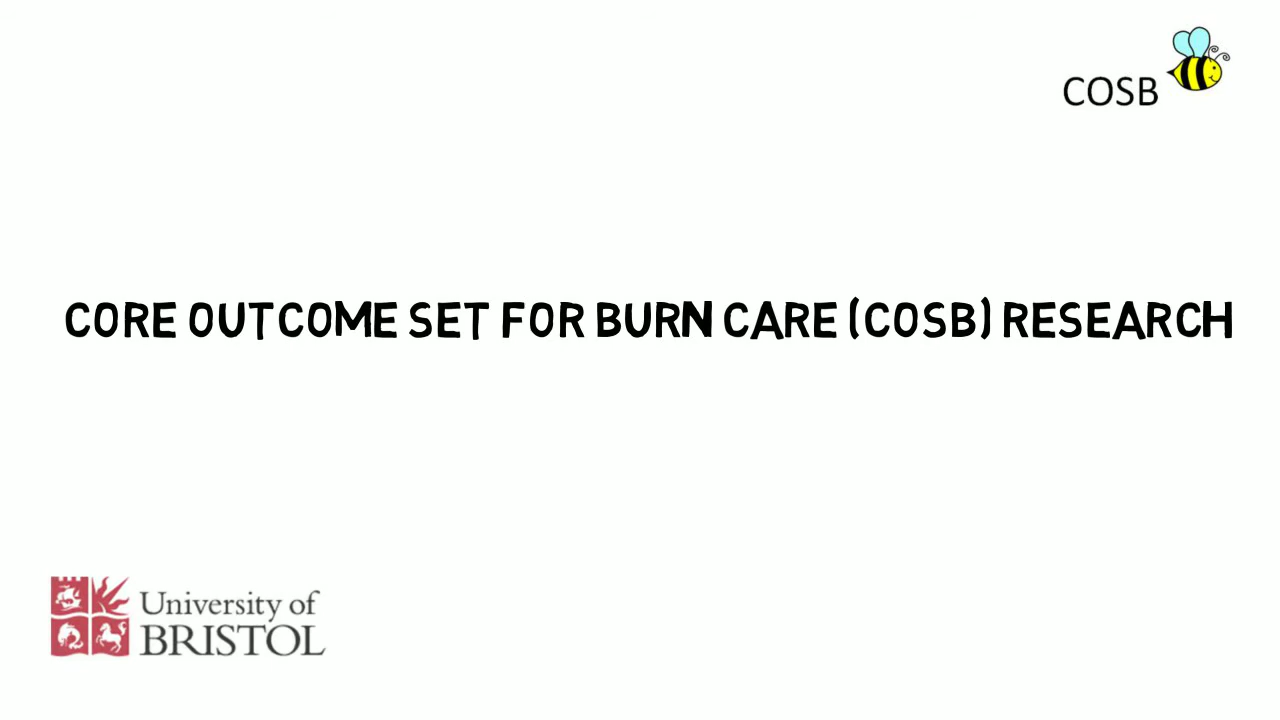 COSB
CORE OUTCOME SET FOR BURN CARE (COSB) RESEARCH
University of
BRISTOL